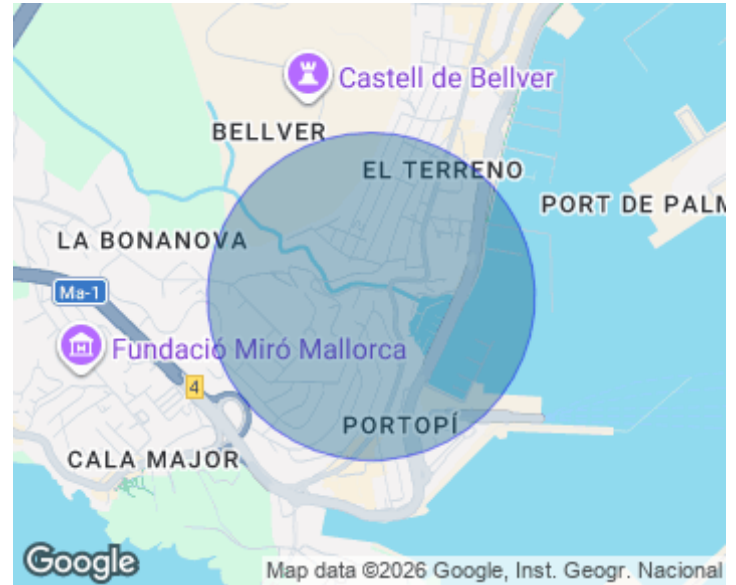 Castell de Bellver
BELLVER
EL TERRENO
PORT DE PALM
LA BONANOVA
Ma-1
Fundació Miró Mallorca
4
PORTOPÍ
CALA MAJOR
Google
Map data ©2026 Google, Inst. Geogr. Nacional